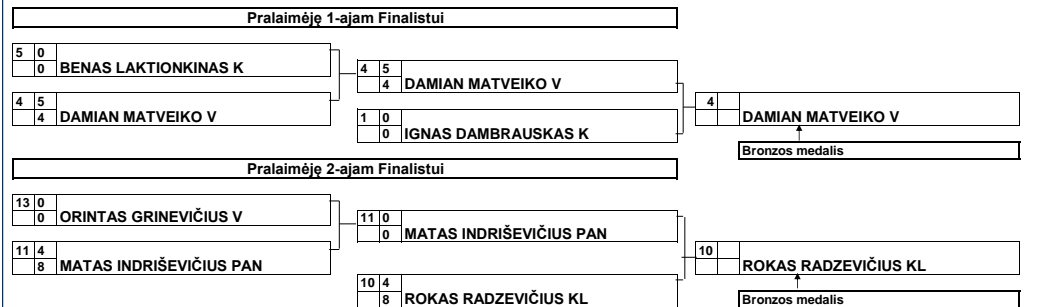 Pralaimėję 1-ajam Finalistui
5 0
0 BENAS LAKTIONKINAS K
4 5
4 DAMIAN MATVEIKO V
4 5
4 DAMIAN MATVEIKO V
1 0
0 IGNAS DAMBRAUSKAS K
4
DAMIAN MATVEIKO V
Bronzos medalis
Pralaimėję 2-ajam Finalistui
13 0
0 ORINTAS GRINEVIČIUS V
11 4
8 MATAS INDRIŠEVIČIUS PAN
11 0
0 MATAS INDRIŠEVIČIUS PAN
10 4
8 ROKAS RADZEVIČIUS KL
10
ROKAS RADZEVIČIUS KL
Bronzos medalis